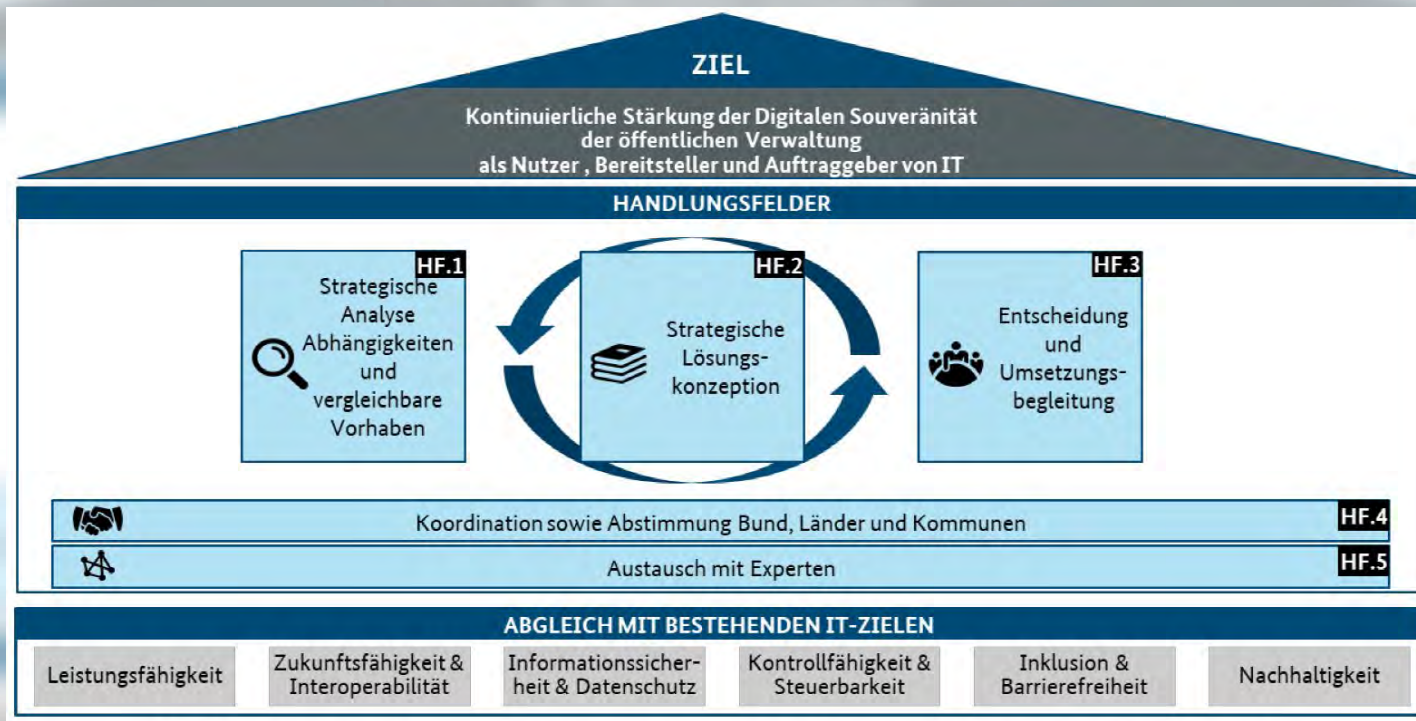 ZIEL
Kontinuierliche Stärkung der Digitalen Souveränität
der öffentlichen Verwaltung
als Nutzer , Bereitsteller und Auftraggeber von IT
HANDLUNGSFELDER
HF.1
Strategische
Analyse
Abhängigkeiten
und
vergleichbare
Vorhaben
HF.2
Strategische
Lösungs-
konzeption
HF.3
Entscheidung
und
Umsetzungs-
begleitung
Koordination sowie Abstimmung Bund, Länder und Kommunen
HF.4
Austausch mit Experten
HF.5
ABGLEICH MIT BESTEHENDEN IT-ZIELEN
Leistungsfähigkeit
Zukunftsfähigkeit &
Interoperabilität
Informationssicher-
heit & Datenschutz
Kontrollfähigkeit &
Steuerbarkeit
Inklusion &
Barrierefreiheit
Nachhaltigkeit